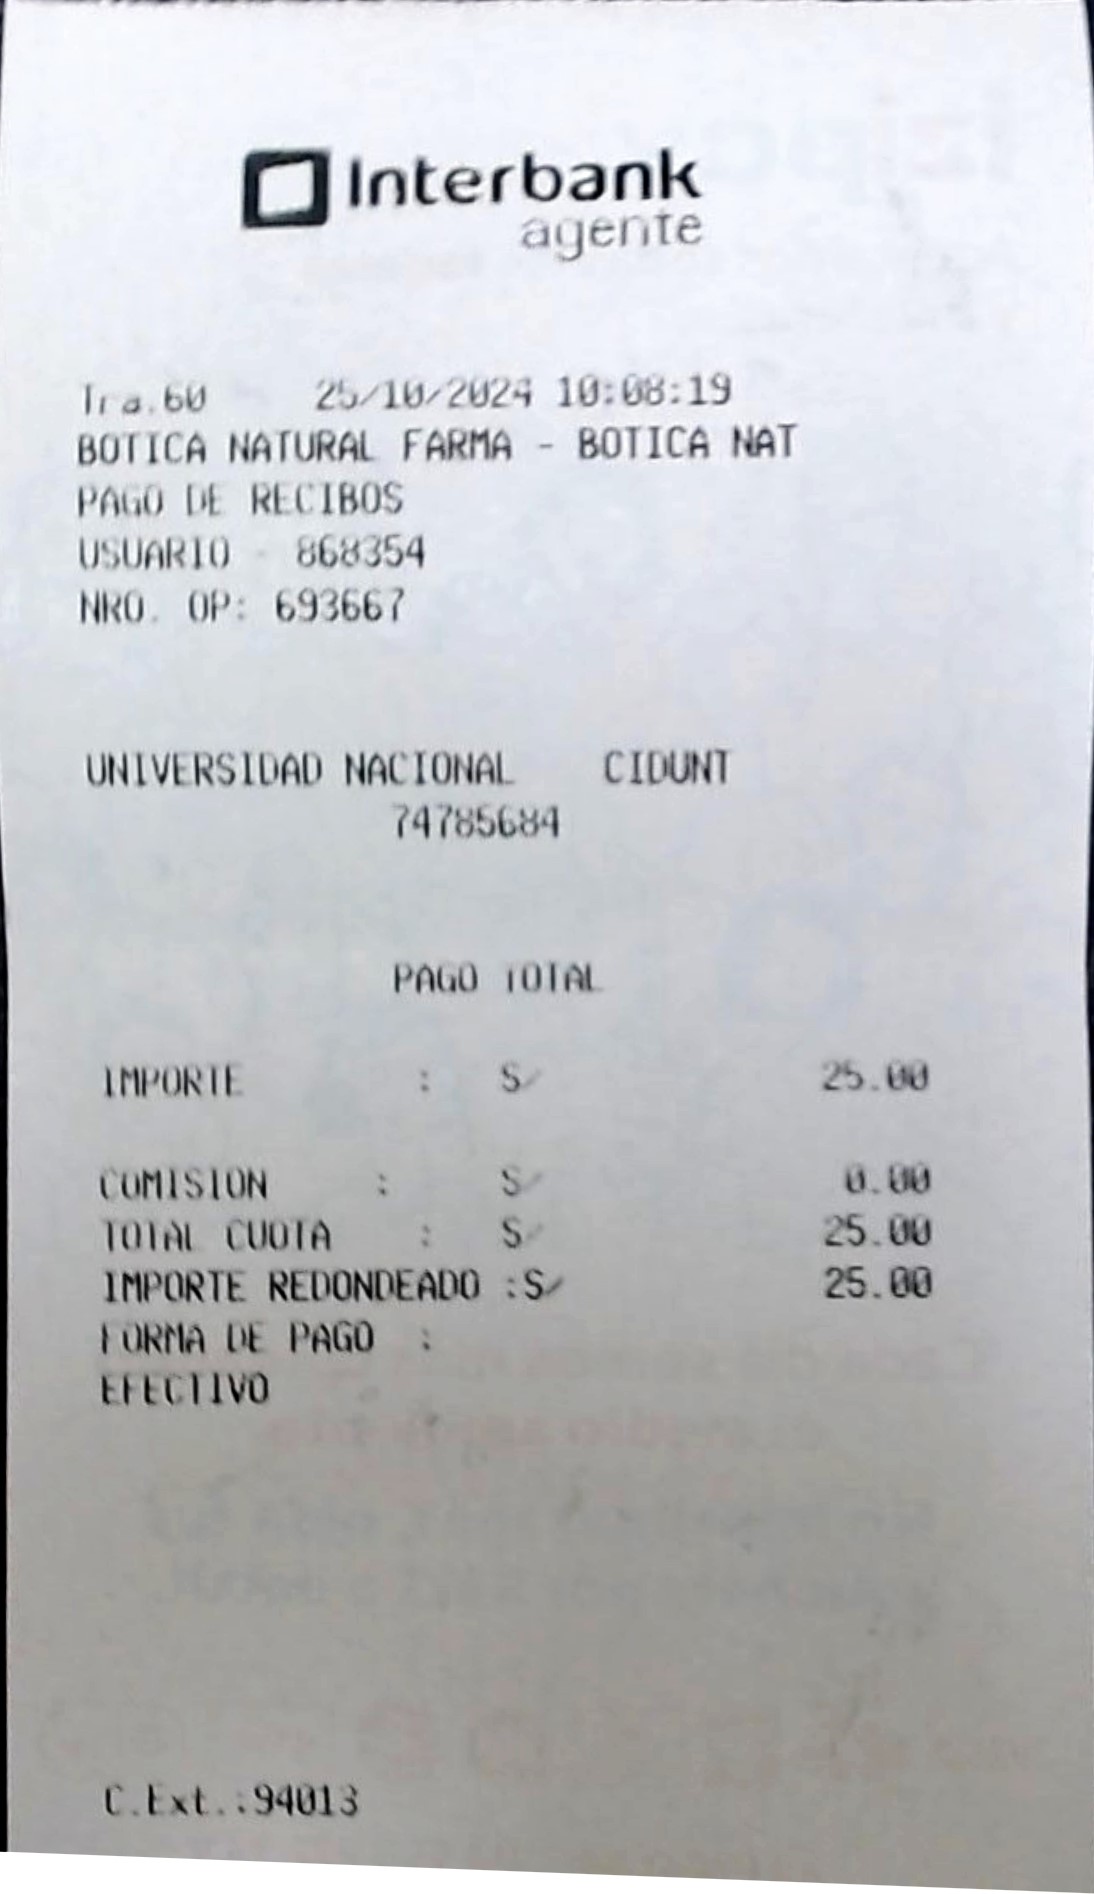 Interbank
agente
Tra.60 25/10/2024 10:08:19
BOTICA NATURAL FARMA - BOTICA NAT
PAGO DE RECIBOS
USUARIO - 868354
NRO. OP: 693667
UNIVERSIDAD NACIONAL CIDUNT
74785684
PAGO TOTAL
IMPORTE : S/ 25.00
COMISION : S/ 0.00
TOTAL CUOTA : S/ 25.00
IMPORTE REDONDEADO :S/ 25.00
FORMA DE PAGO :
EFECTIVO
C.Ext.:94013